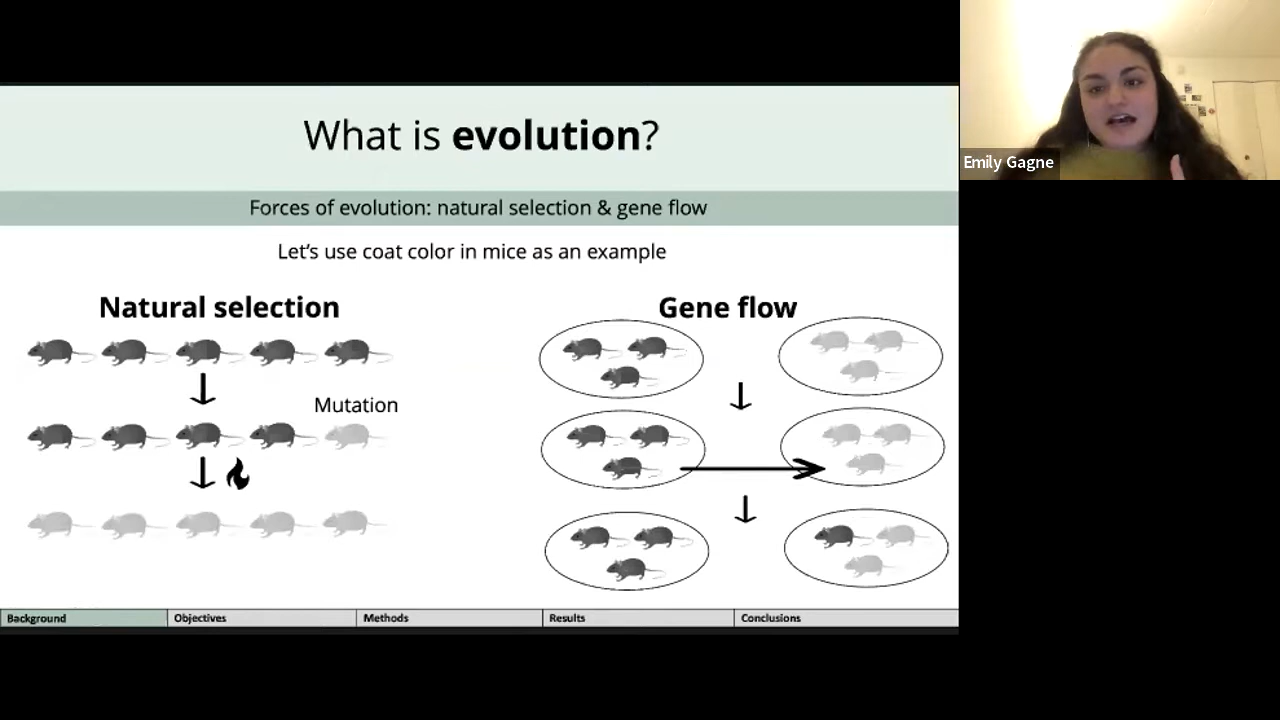 What is evolution?
Forces of evolution: natural selection & gene flow
Let's use coat color in mice as an example
Natural selection
Mutation
Gene flow
Background
Objectives
Methods
Results
Conclusions
Emily Gagne